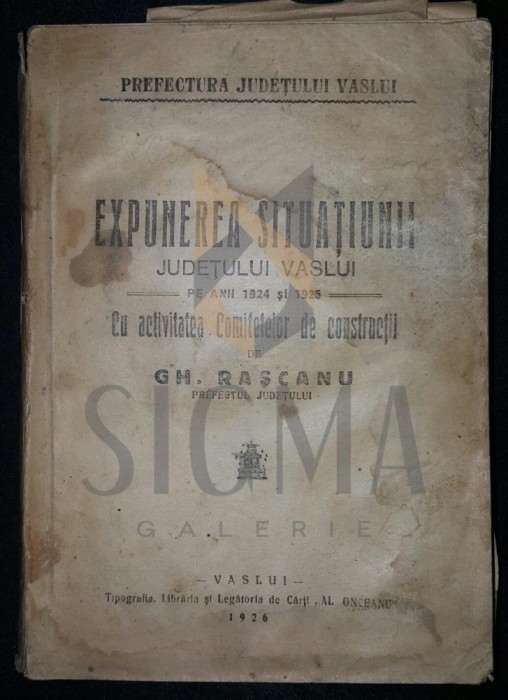 PREFECTURA JUDEȚULUI VASLUI
EXPUNEREA SITUAȚIUNII
JUDEȚULUI VASLUI
PE ANII 1924 și 1925
Cu activitatea Comitetelor de construcții
DE
GH. RAȘCANU
PREFECTUL JUDEȚULUI
SIGMA
GALERIE
— VASLUI —
Tipografia, Librăria și Legătoria de Cărți „AL. ONCEANU"
1926